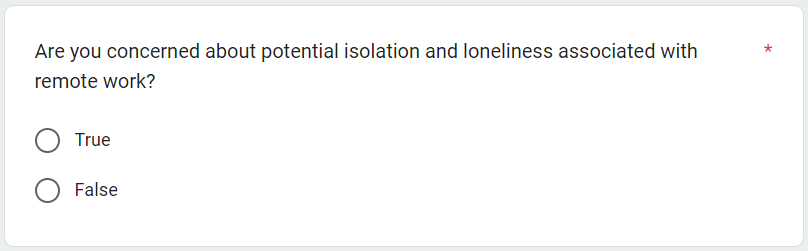 Are you concerned about potential isolation and loneliness associated with *
remote work?
True
False